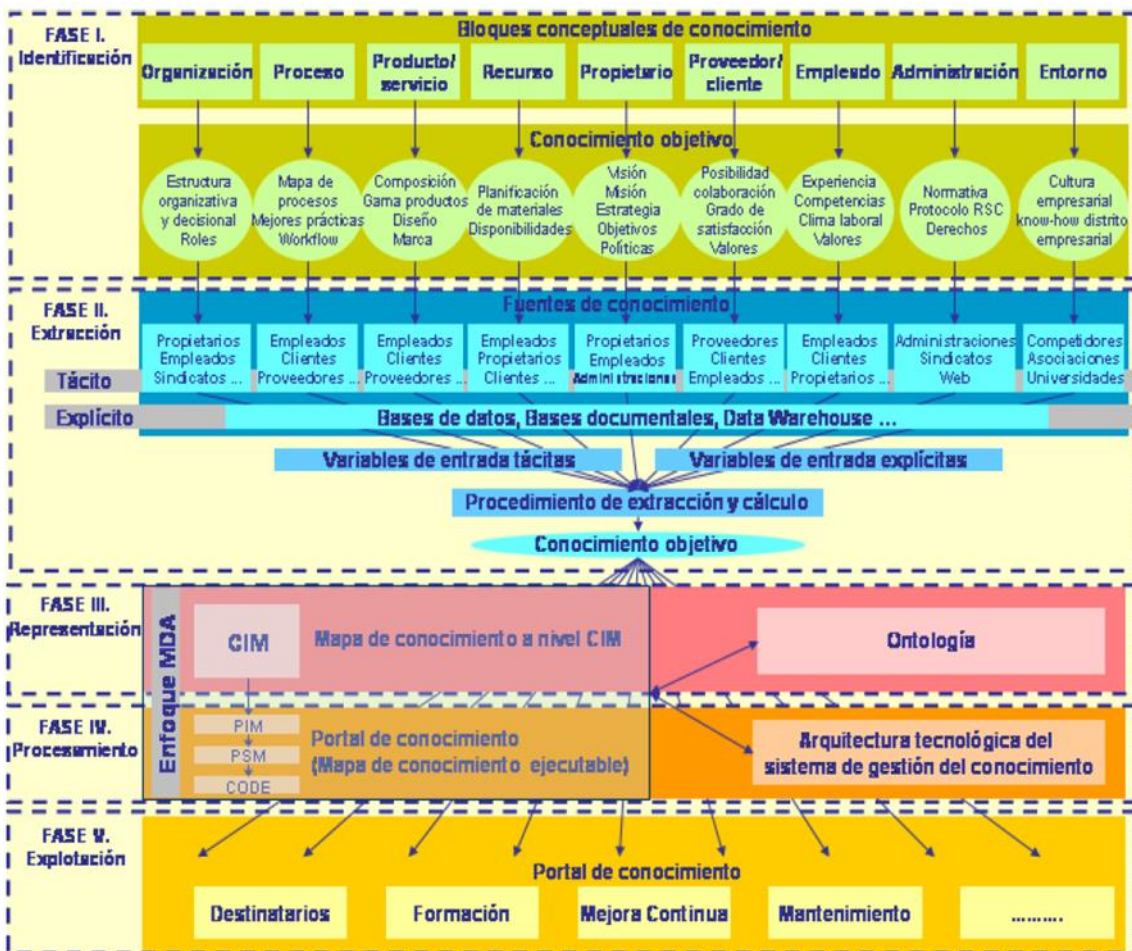 FASE I.
Identificación
Bloques conceptuales de conocimiento
Organización
Proceso
Producto/
servicio
Recurso
Propietario
Proveedor/
cliente
Empleado
Administración
Entorno
Conocimiento objetivo
Estructura
organizativa
y decisional
Roles
Mapa de
procesos
Mejores prácticas
Workflow
Composición
Gama productos
Diseño
Marca
Planificación
de materiales
Disponibilidades
Visión
Misión
Estrategia
Objetivos
Políticas
Posibilidad
colaboración
Grado de
satisfacción
Valores
Experiencia
Competencias
Clima laboral
Valores
Normativa
Protocolo RSC
Derechos
Cultura
empresarial
know-how distrito
empresarial
FASE II.
Extracción
Fuentes de conocimiento
Propietarios
Empleados
Sindicatos ...
Empleados
Clientes
Proveedores ...
Empleados
Clientes
Proveedores ...
Empleados
Propietarios
Clientes ...
Propietarios
Empleados
Administraciones
Proveedores
Clientes
Empleados ...
Empleados
Clientes
Propietarios ...
Administraciones
Sindicatos
Web
Competidores
Asociaciones
Universidades
Tácito
Explícito
Bases de datos, Bases documentales, Data Warehouse ...
Variables de entrada tácitas
Variables de entrada explícitas
Procedimiento de extracción y cálculo
Conocimiento objetivo
FASE III.
Representación
Enfoque MDA
CIM
Mapa de conocimiento a nivel CIM
Ontología
FASE IV.
Procesamiento
PIM
PSM
CODE
Portal de conocimiento
(Mapa de conocimiento ejecutable)
Arquitectura tecnológica del
sistema de gestión del conocimiento
FASE V.
Explotación
Portal de conocimiento
Destinatarios
Formación
Mejora Continua
Mantenimiento
..........